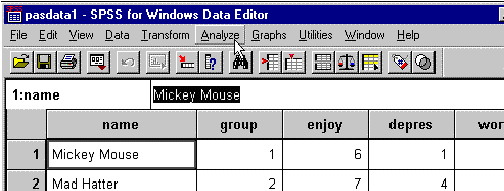 pasdata1 - SPSS for Windows Data Editor
File Edit View Data Transform Analyze Graphs Utilities Window Help
1:name Mickey Mouse
name group enjoy depres
1 Mickey Mouse 1 6 1
2 Mad Hatter 2 7 4